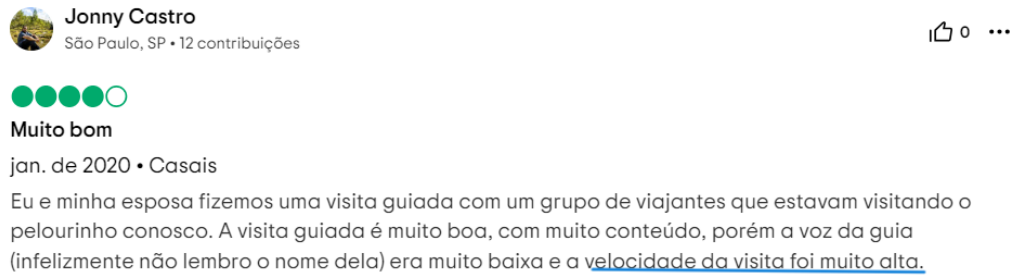 Jonny Castro
São Paulo, SP • 12 contribuições
0
Muito bom
jan. de 2020 • Casais
Eu e minha esposa fizemos uma visita guiada com um grupo de viajantes que estavam visitando o
pelourinho conosco. A visita guiada é muito boa, com muito conteúdo, porém a voz da guia
(infelizmente não lembro o nome dela) era muito baixa e a velocidade da visita foi muito alta.